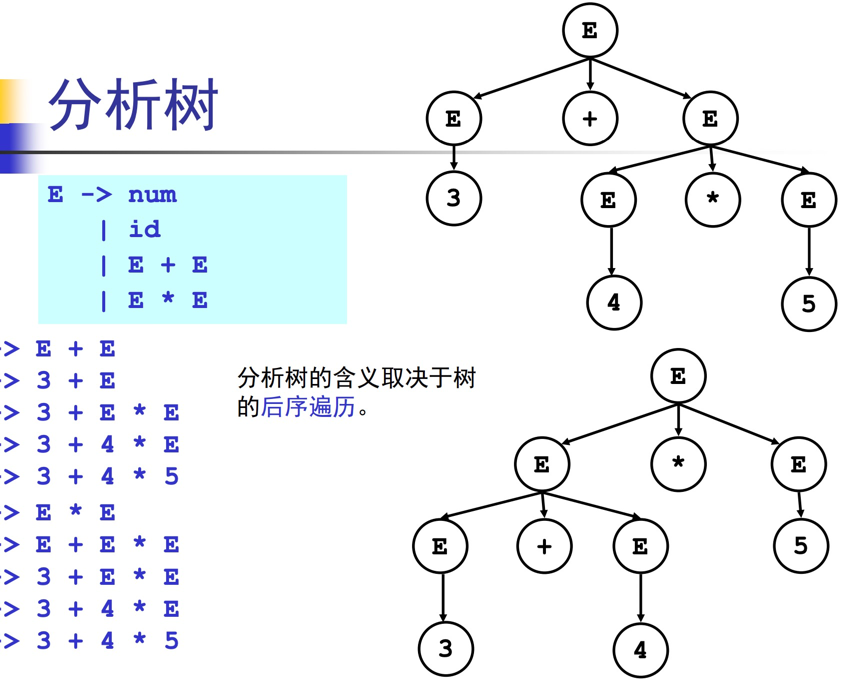 分析树
E -> num
| id
| E + E
| E * E
-> E + E
-> 3 + E
-> 3 + E * E
-> 3 + 4 * E
-> 3 + 4 * 5
-> E * E
-> E + E * E
-> 3 + E * E
-> 3 + 4 * E
-> 3 + 4 * 5
分析树的含义取决于树
的后序遍历。
E
E + E
3 E * E
4 5
E
E * E
E + E 5
3 4